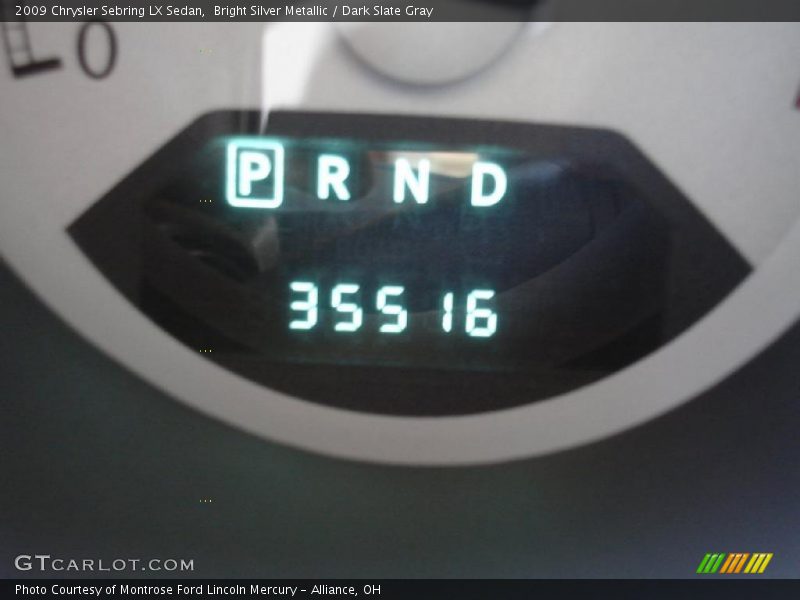 2009 Chrysler Sebring LX Sedan,  Bright Silver Metallic / Dark Slate Gray
P R N D
35516
GTCARLOT.COM
Photo Courtesy of Montrose Ford Lincoln Mercury – Alliance, OH